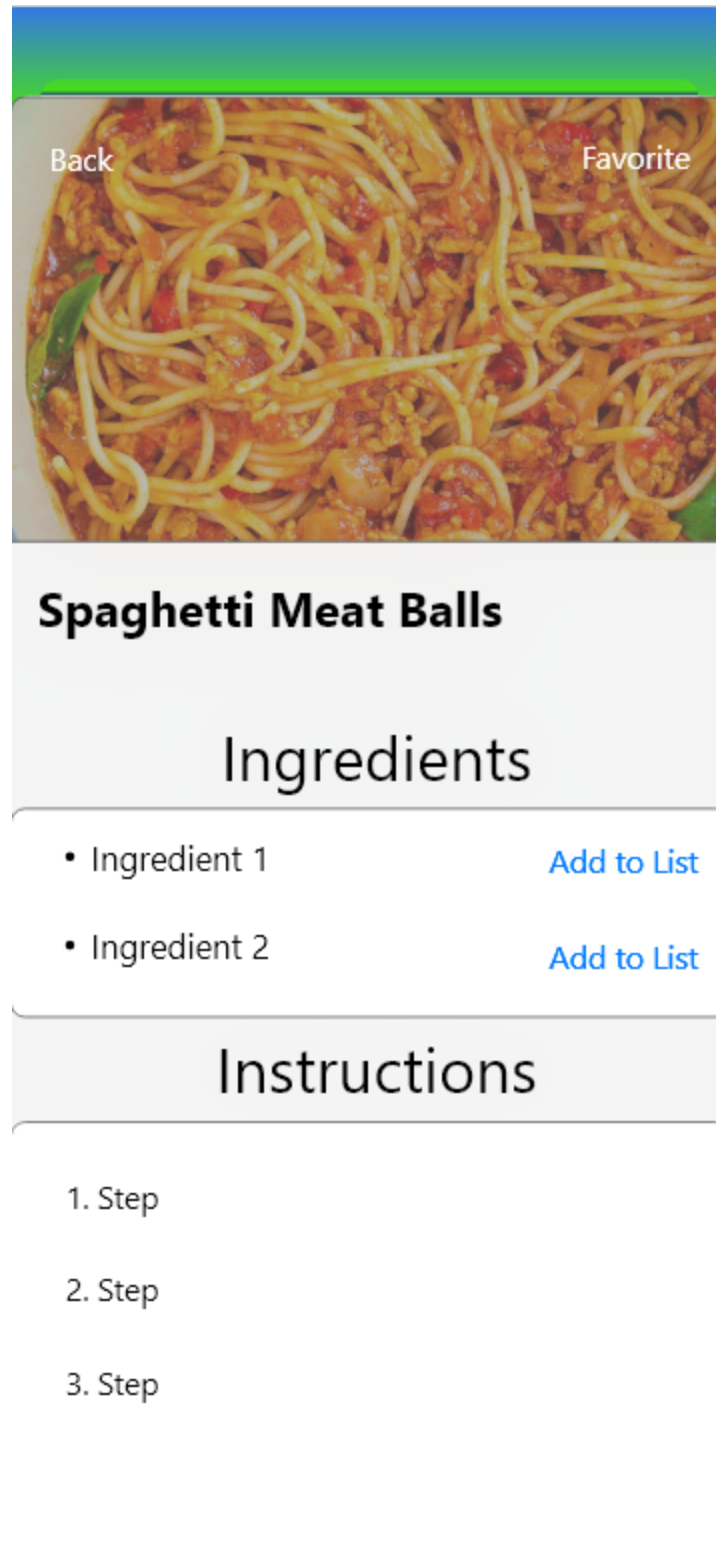 Back Favorite
Spaghetti Meat Balls
Ingredients
• Ingredient 1 Add to List
• Ingredient 2 Add to List
Instructions
1. Step
2. Step
3. Step